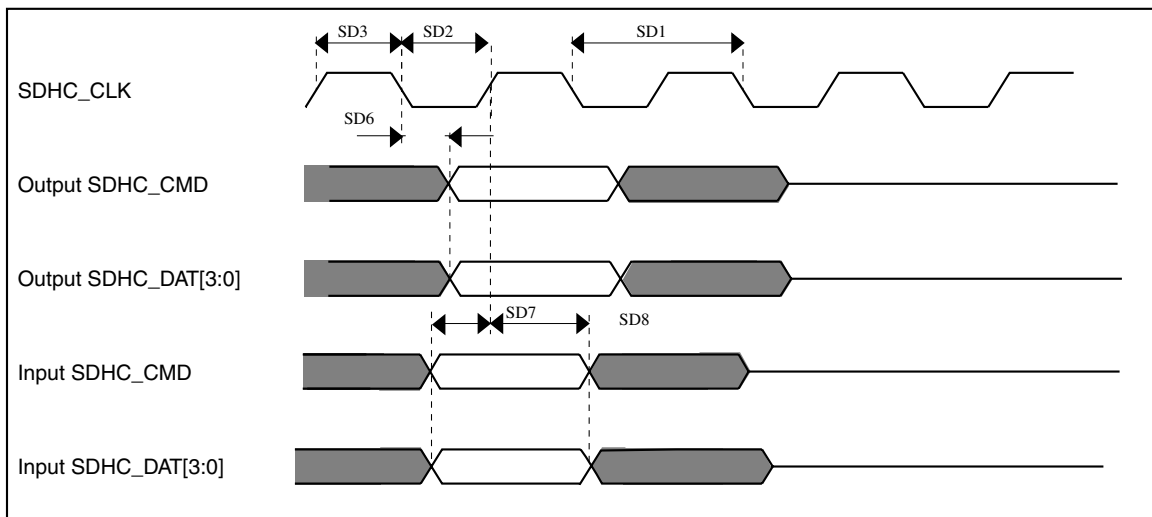 SD3
SD2
SD1
SDHC_CLK
SD6
Output SDHC_CMD
Output SDHC_DAT[3:0]
SD7
SD8
Input SDHC_CMD
Input SDHC_DAT[3:0]